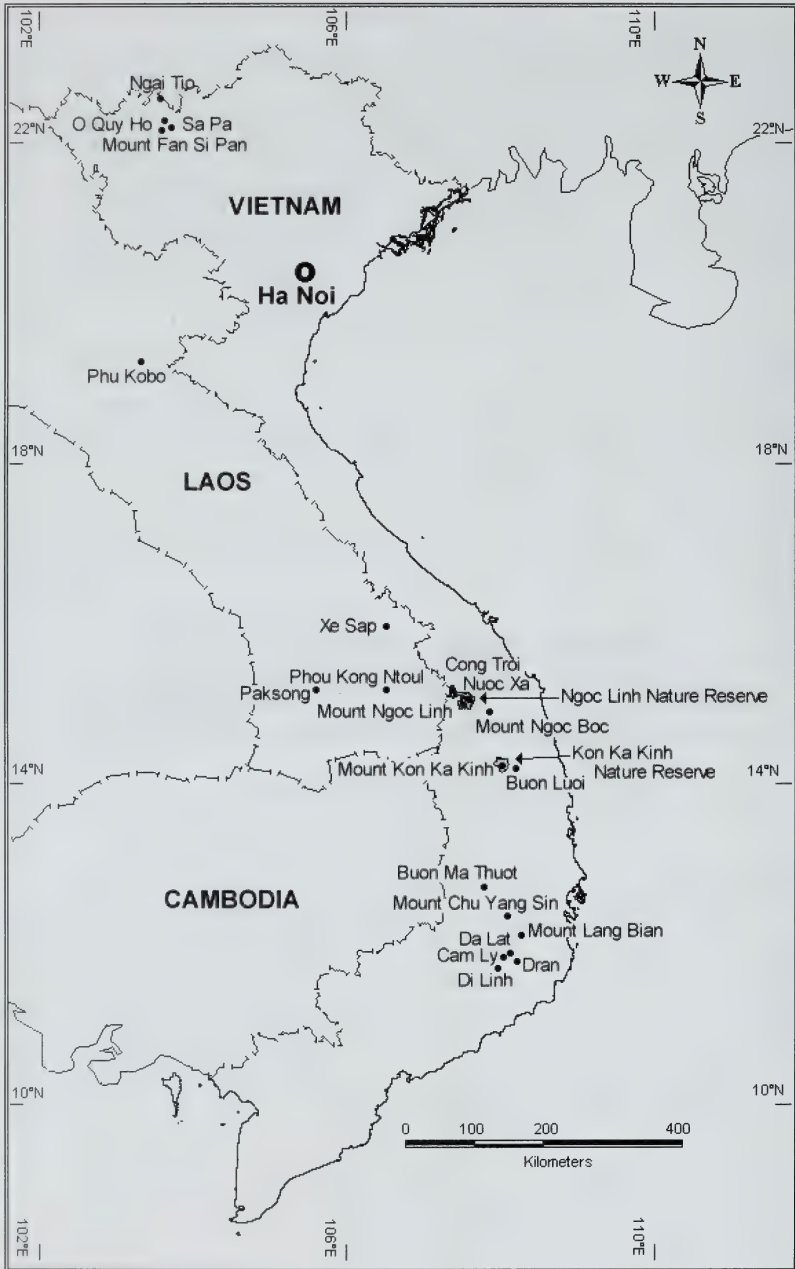 102°E
106°E
110°E
N
W E
S
Ngai Tio
O Quy Ho Sa Pa
22°N 22°N
Mount Fan Si Pan
VIETNAM
Ha Noi
Phu Kobo
18°N 18°N
LAOS
Xe Sap
Cong Troi
Phou Kong Ntoul Nuoc Xa
Paksong Ngoc Linh Nature Reserve
Mount Ngoc Linh
Mount Ngoc Boc
Kon Ka Kinh
Mount Kon Ka Kinh Nature Reserve
14°N Buon Luoi 14°N
Buon Ma Thuot
CAMBODIA Mount Chu Yang Sin
Mount Lang Bian
Da Lat
Cam Ly Dran
Di Linh
10°N 10°N
0 100 200 400
Kilometers
102°E
106°E
110°E